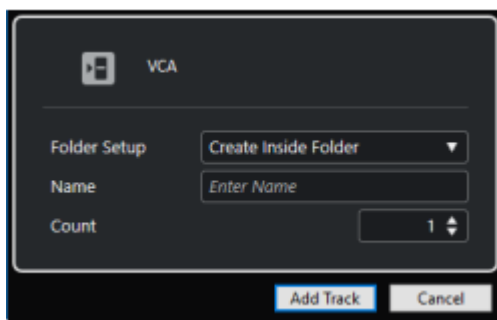 VCA
Folder Setup Create Inside Folder
Name Enter Name
Count 1
Add Track Cancel